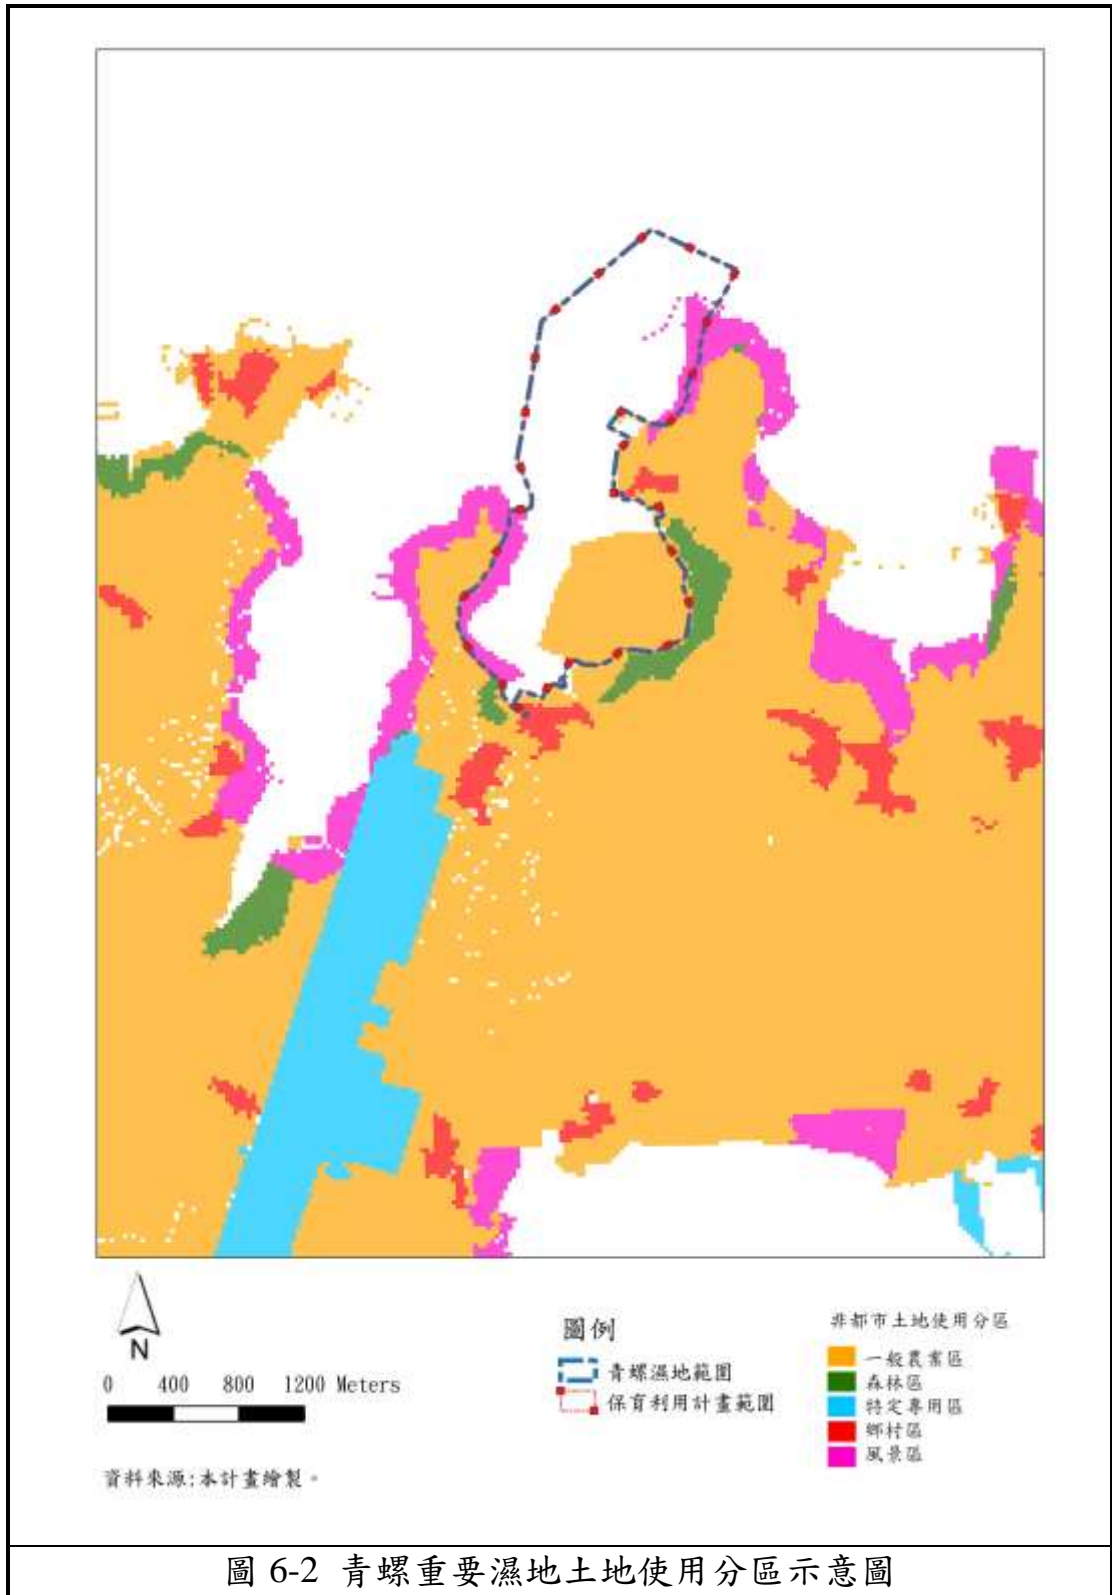 N
0 400 800 1200 Meters
資料來源:本計畫繪製。
圖例
青螺濕地範圍
保育利用計畫範圍
非都市土地使用分區
一般農業區
森林區
特定專用區
鄉村區
風景區
圖 6-2 青螺重要濕地土地使用分區示意圖